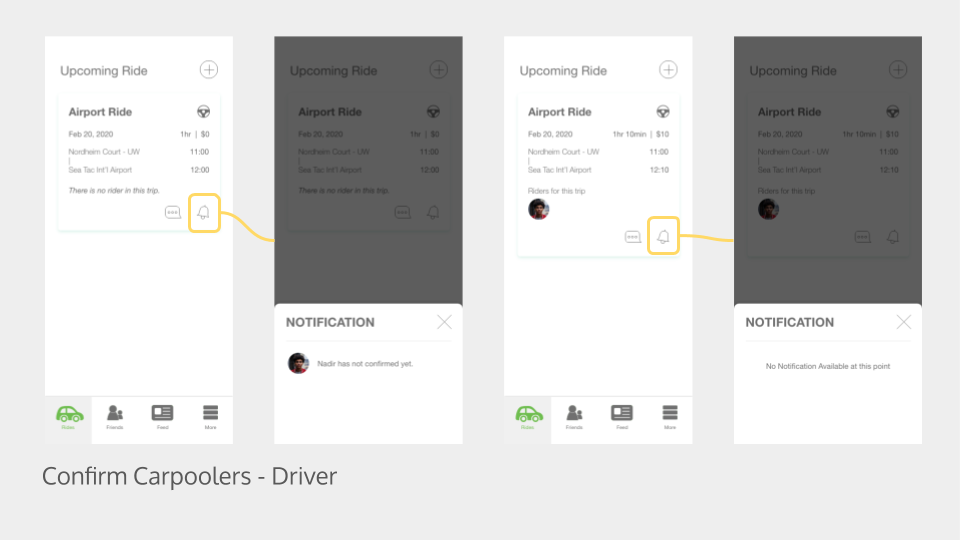 Upcoming Ride
Airport Ride
Feb 20, 2020 1hr | $0
Nordheim Court - UW 11:00
|
Sea Tac Int'l Airport 12:00
There is no rider in this trip.
Rides
Friends
Feed
More
Upcoming Ride
Airport Ride
Feb 20, 2020 1hr | $0
Nordheim Court - UW 11:00
|
Sea Tac Int'l Airport 12:00
There is no rider in this trip.
NOTIFICATION
Nadir has not confirmed yet.
Upcoming Ride
Airport Ride
Feb 20, 2020 1hr 10min | $10
Nordheim Court - UW 11:00
|
Sea Tac Int'l Airport 12:10
Riders for this trip
Rides
Friends
Feed
More
Upcoming Ride
Airport Ride
Feb 20, 2020 1hr 10min | $10
Nordheim Court - UW 11:00
|
Sea Tac Int'l Airport 12:10
Riders for this trip
NOTIFICATION
No Notification Available at this point
Confirm Carpoolers - Driver